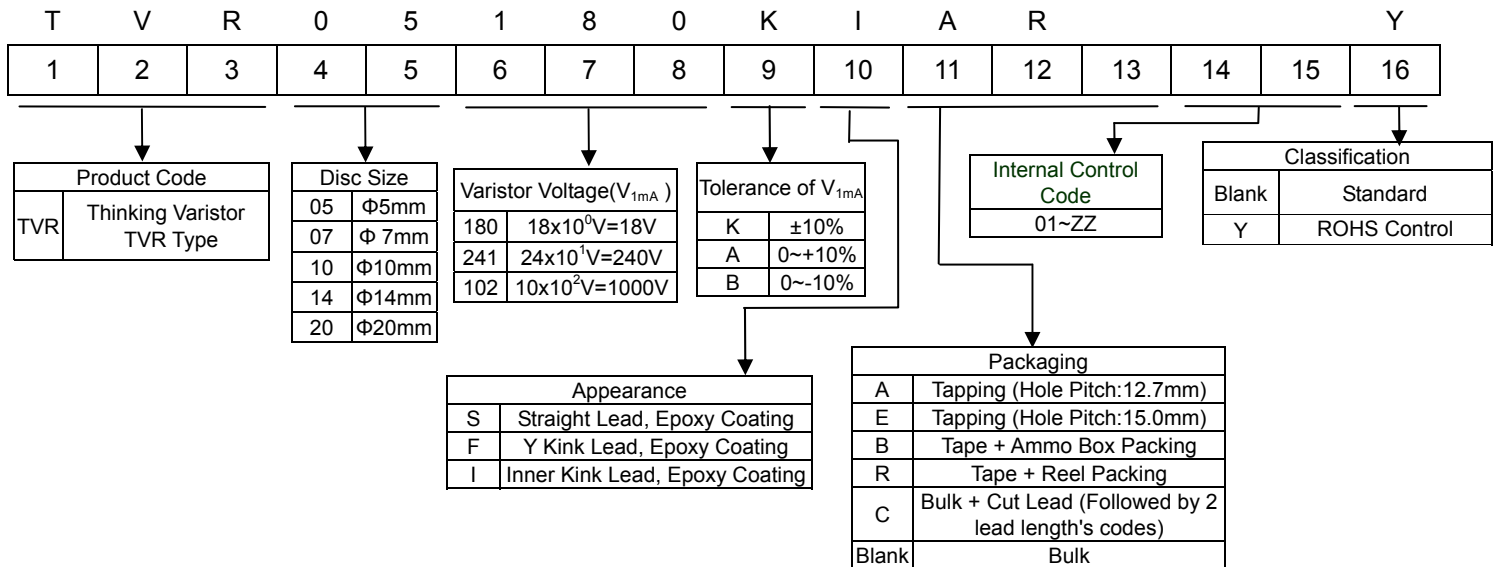 T V R 0 5 1 8 0 K I A R Y
1 2 3 4 5 6 7 8 9 10 11 12 13 14 15 16
Product Code
TVR Thinking Varistor
TVR Type
Disc Size
05 Φ5mm
07 Φ 7mm
10 Φ10mm
14 Φ14mm
20 Φ20mm
Varistor Voltage(V1mA )
180 18x10⁰V=18V
241 24x10¹V=240V
102 10x10²V=1000V
Tolerance of V1mA
K ±10%
A 0~+10%
B 0~-10%
Internal Control
Code
01~ZZ
Classification
Blank Standard
Y ROHS Control
Appearance
S Straight Lead, Epoxy Coating
F Y Kink Lead, Epoxy Coating
I Inner Kink Lead, Epoxy Coating
Packaging
A Tapping (Hole Pitch:12.7mm)
E Tapping (Hole Pitch:15.0mm)
B Tape + Ammo Box Packing
R Tape + Reel Packing
C Bulk + Cut Lead (Followed by 2
lead length's codes)
Blank Bulk